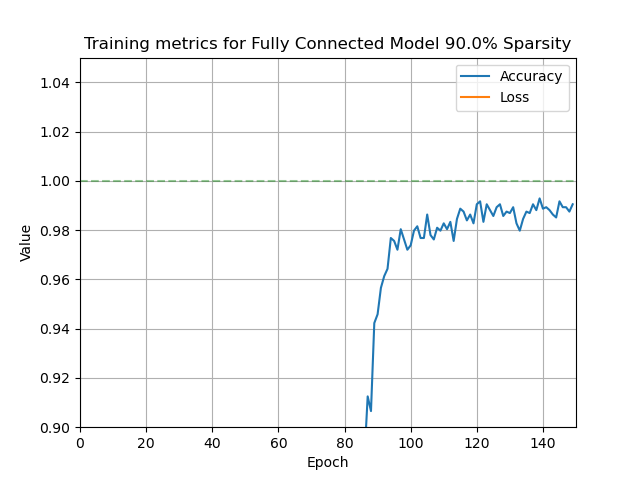 Training metrics for Fully Connected Model 90.0% Sparsity
Accuracy
Loss
1.04
1.02
1.00
0.98
0.96
0.94
0.92
0.90
Value
0 20 40 60 80 100 120 140
Epoch